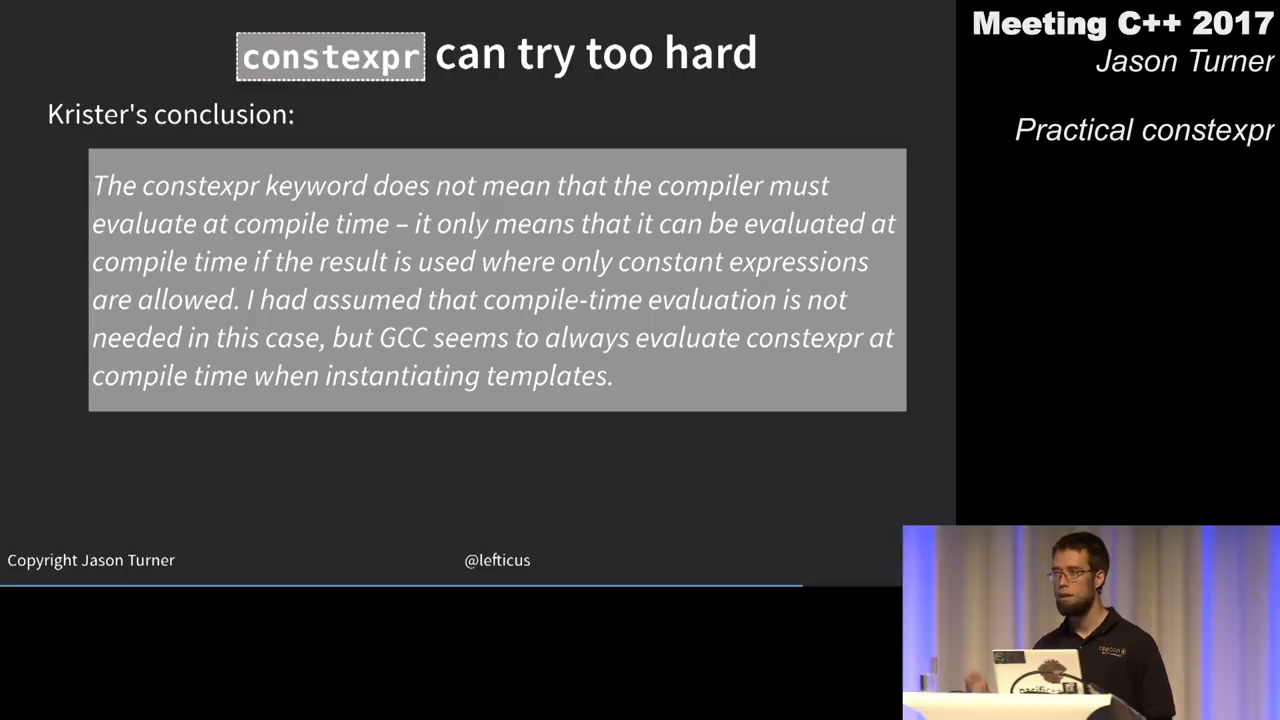 constexpr can try too hard
Krister's conclusion:
The constexpr keyword does not mean that the compiler must
evaluate at compile time – it only means that it can be evaluated at
compile time if the result is used where only constant expressions
are allowed. I had assumed that compile-time evaluation is not
needed in this case, but GCC seems to always evaluate constexpr at
compile time when instantiating templates.
Copyright Jason Turner
@lefticus
Meeting C++ 2017
Jason Turner
Practical constexpr